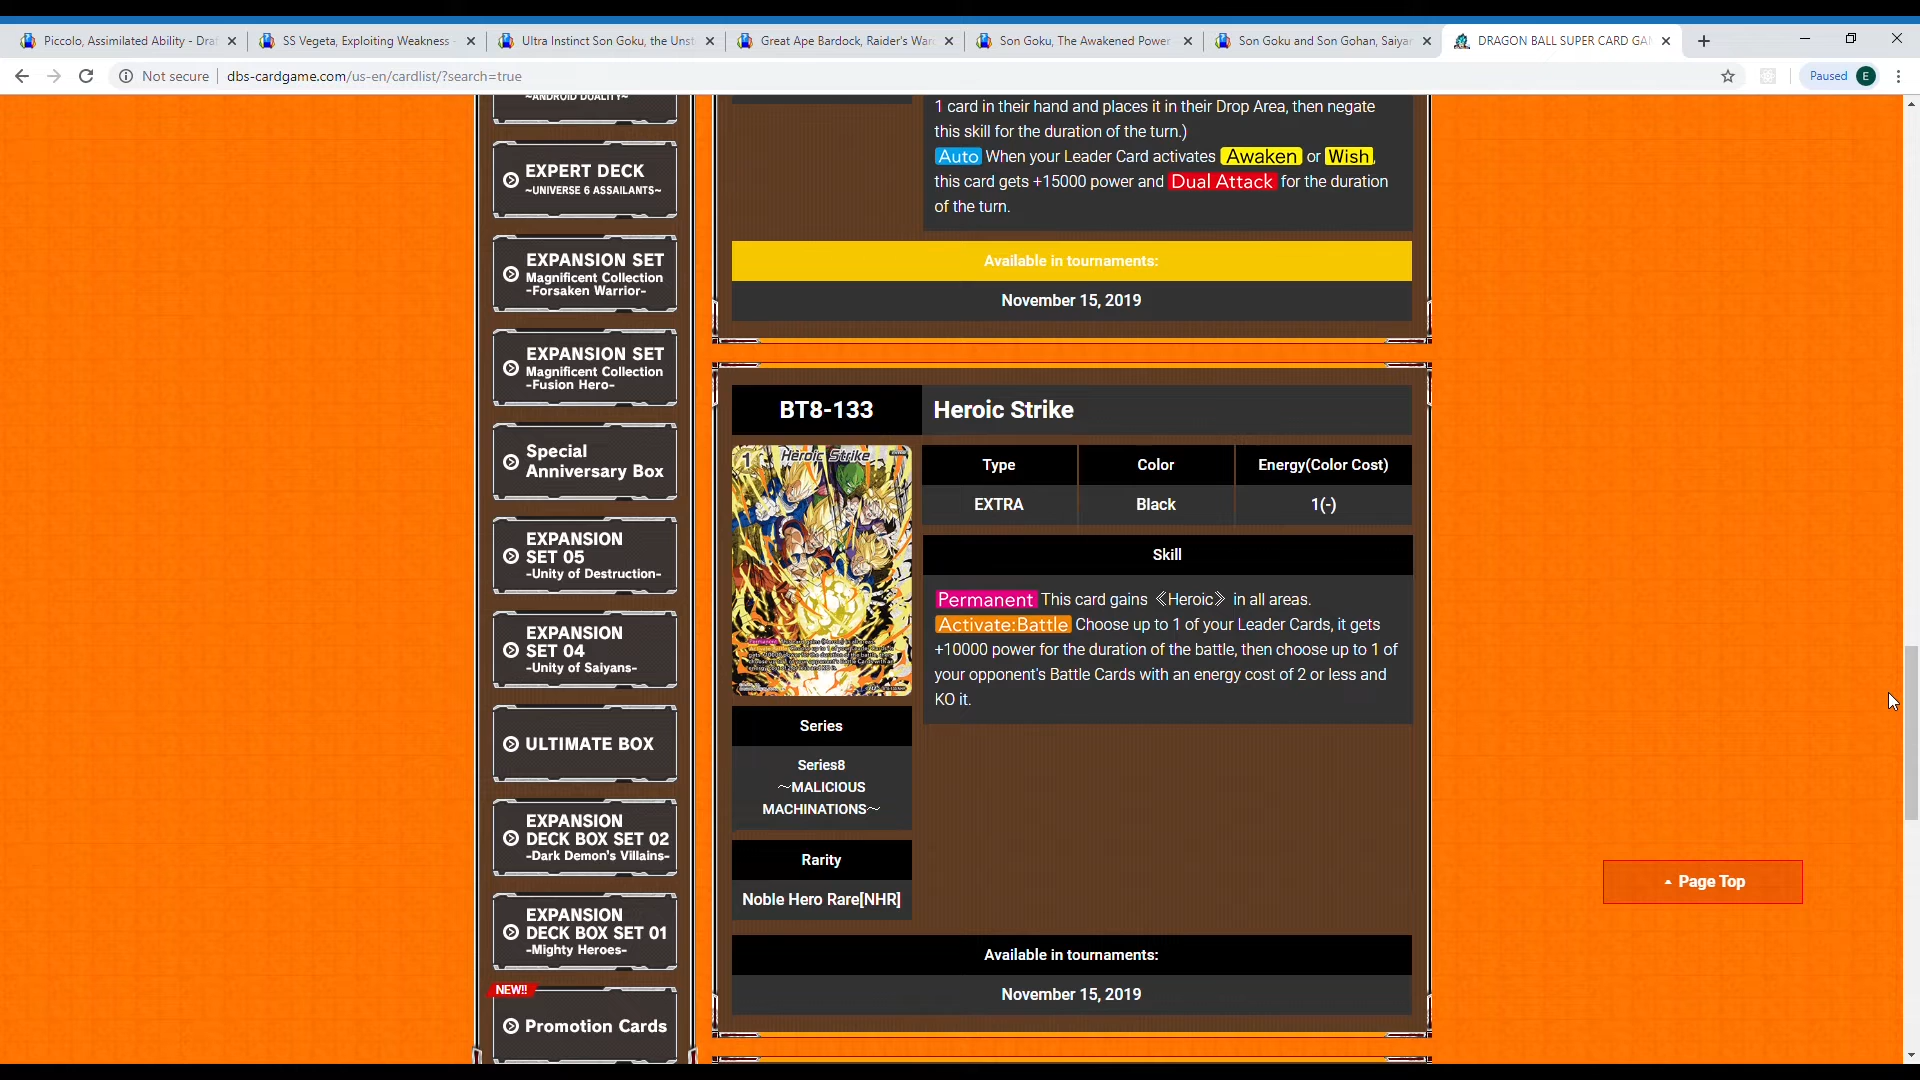 Piccolo, Assimilated Ability - Draf
SS Vegeta, Exploiting Weakness -
Ultra Instinct Son Goku, the Unst
Great Ape Bardock, Raider's Warc
Son Goku, The Awakened Power
Son Goku and Son Gohan, Saiyan
DRAGON BALL SUPER CARD GAM
Not secure
dbs-cardgame.com/us-en/cardlist/?search=true
Paused E
~ANDROID DUALITY~
EXPERT DECK
~UNIVERSE 6 ASSAILANTS~
EXPANSION SET
Magnificent Collection
-Forsaken Warrior-
EXPANSION SET
Magnificent Collection
-Fusion Hero-
Special
Anniversary Box
EXPANSION
SET 05
-Unity of Destruction-
EXPANSION
SET 04
-Unity of Saiyans-
ULTIMATE BOX
EXPANSION
DECK BOX SET 02
-Dark Demon's Villains-
EXPANSION
DECK BOX SET 01
-Mighty Heroes-
NEW!!
Promotion Cards
1 card in their hand and places it in their Drop Area, then negate
this skill for the duration of the turn.)
Auto When your Leader Card activates Awaken or Wish,
this card gets +15000 power and Dual Attack for the duration
of the turn.
Available in tournaments:
November 15, 2019
BT8-133 Heroic Strike
1 Heroic Strike
Type Color Energy(Color Cost)
EXTRA Black 1(-)
Skill
Permanent This card gains 《Heroic》 in all areas.
Activate:Battle Choose up to 1 of your Leader Cards, it gets
+10000 power for the duration of the battle, then choose up to 1 of
your opponent's Battle Cards with an energy cost of 2 or less and
KO it.
Series
Series8
～MALICIOUS
MACHINATIONS～
Rarity
Noble Hero Rare[NHR]
Available in tournaments:
November 15, 2019
Page Top